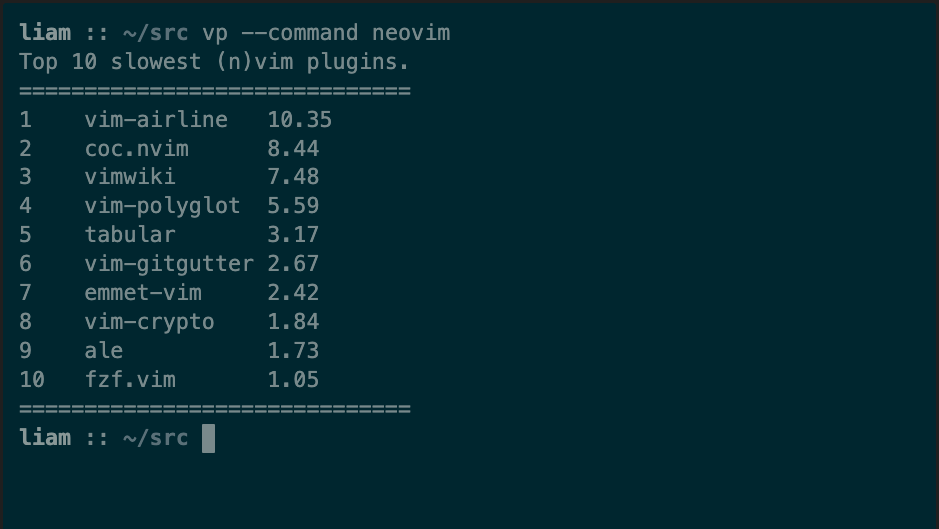 liam :: ~/src vp --command neovim
Top 10 slowest (n)vim plugins.
==============================
1    vim-airline   10.35
2    coc.nvim      8.44
3    vimwiki       7.48
4    vim-polyglot  5.59
5    tabular       3.17
6    vim-gitgutter 2.67
7    emmet-vim     2.42
8    vim-crypto    1.84
9    ale           1.73
10   fzf.vim       1.05
==============================
liam :: ~/src